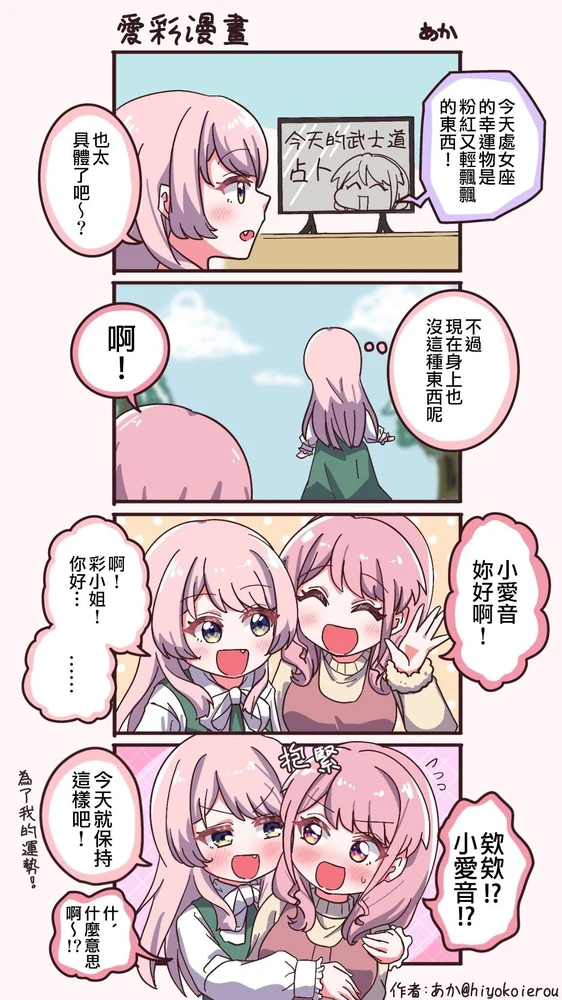 愛彩漫畫
あか
今天處女座
的幸運物是
粉紅又輕飄飄
的東西！
今天的武士道
占卜
也太
具體了吧～？
不過
現在身上也
沒這種東西呢
啊！
小愛音
妳好啊！
啊！
彩小姐！
你好…
……
抱緊
欸欸!?
小愛音!?
今天就保持
這樣吧！
為了我的運勢！
什、
什麼意思
啊～!?
作者：あか@hiyokoierou